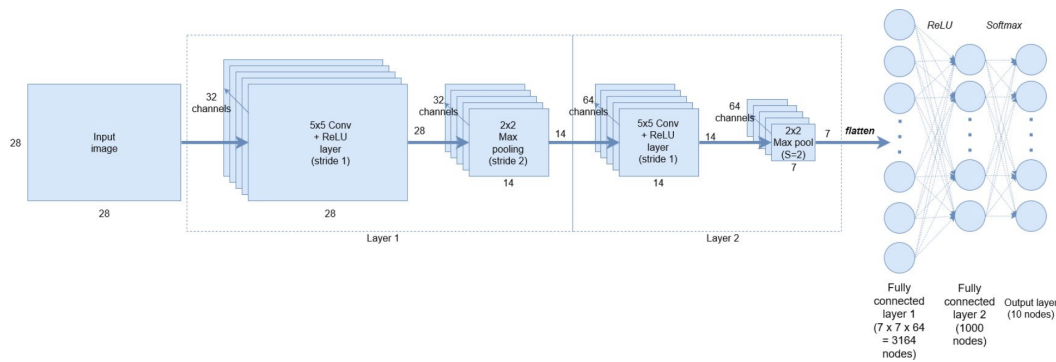 ReLU
Softmax
32
channels
32
channels
64
channels
64
channels
28
Input
image
28
5x5 Conv
+ ReLU
layer
(stride 1)
28
28
2x2
Max
pooling
(stride 2)
14
14
5x5 Conv
+ ReLU
layer
(stride 1)
14
14
2x2
Max pool
(S=2)
7
7
flatten
Layer 1
Layer 2
Fully
connected
layer 1
(7 x 7 x 64
= 3164
nodes)
Fully
connected
layer 2
(1000
nodes)
Output layer
(10 nodes)